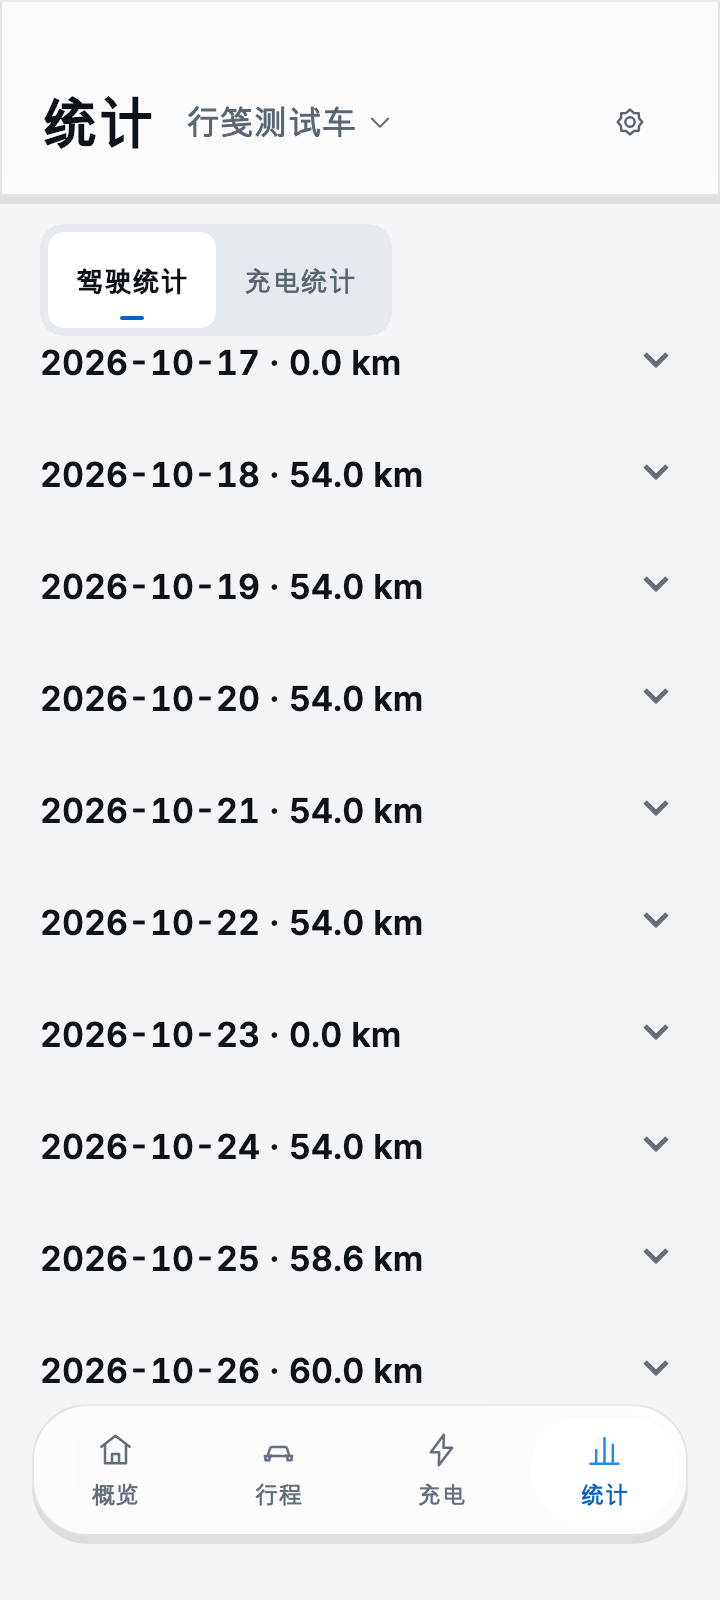 统计 行笺测试车
驾驶统计 充电统计
2026-10-17 · 0.0 km
2026-10-18 · 54.0 km
2026-10-19 · 54.0 km
2026-10-20 · 54.0 km
2026-10-21 · 54.0 km
2026-10-22 · 54.0 km
2026-10-23 · 0.0 km
2026-10-24 · 54.0 km
2026-10-25 · 58.6 km
2026-10-26 · 60.0 km
概览 行程 充电 统计